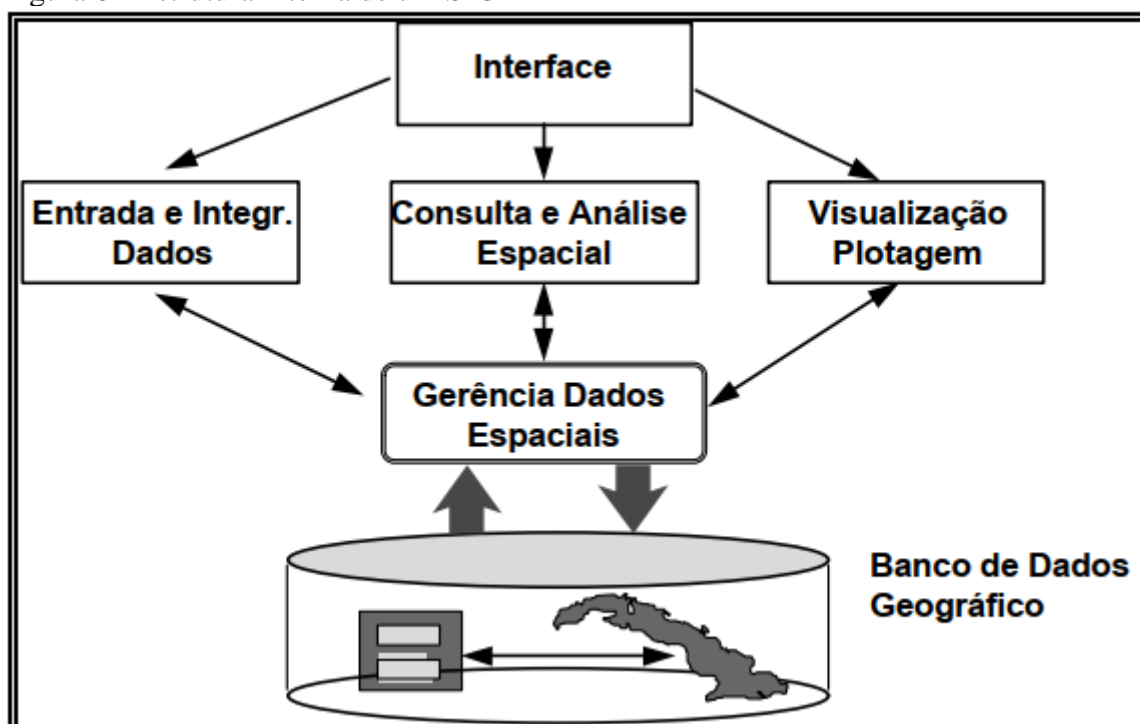 Interface
Entrada e Integr.
Dados
Consulta e Análise
Espacial
Visualização
Plotagem
Gerência Dados
Espaciais
Banco de Dados
Geográfico